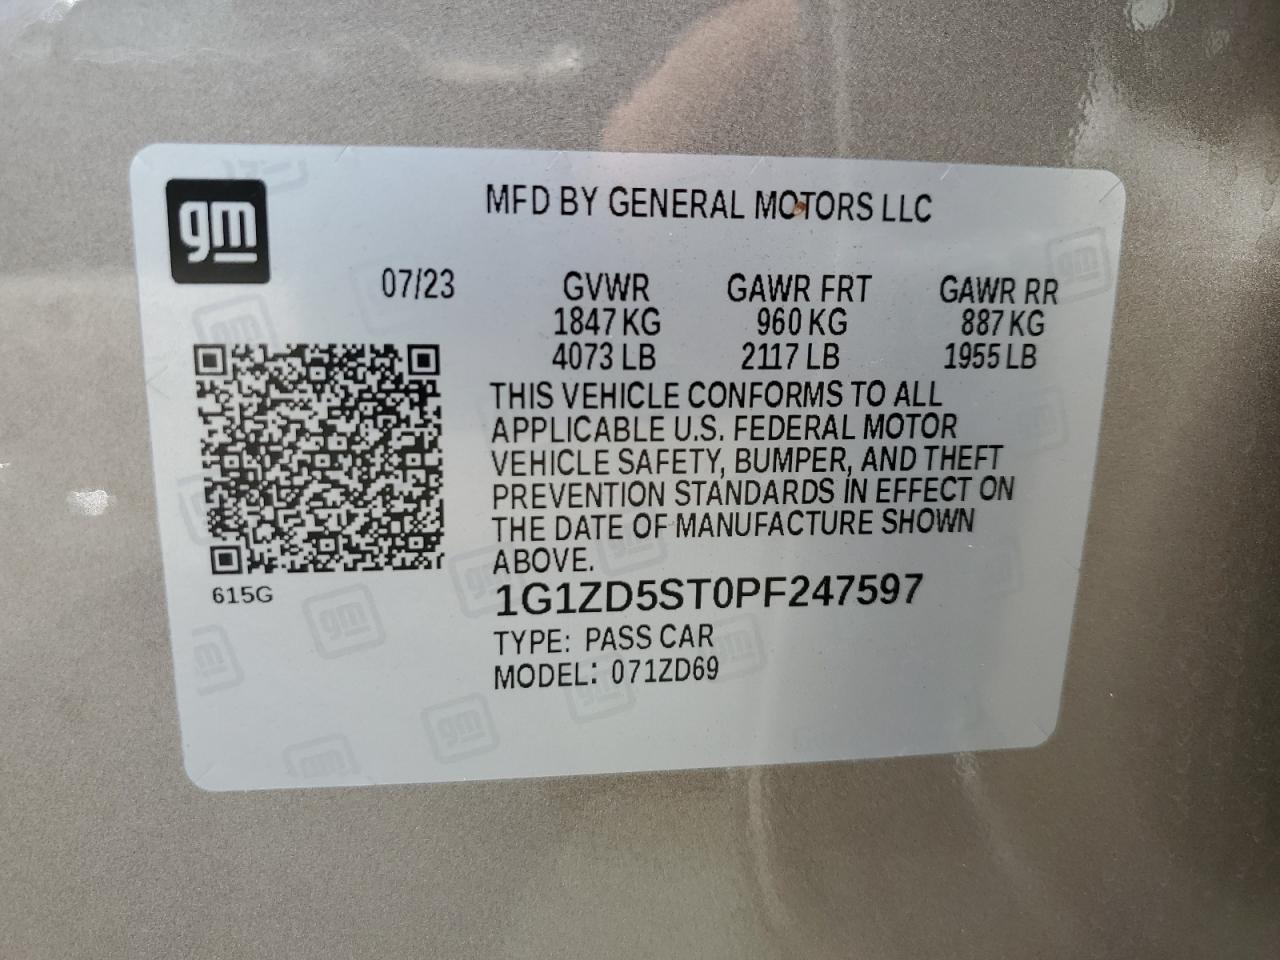 gm
MFD BY GENERAL MOTORS LLC
07/23 GVWR GAWR FRT GAWR RR
1847 KG 960 KG 887 KG
4073 LB 2117 LB 1955 LB
THIS VEHICLE CONFORMS TO ALL
APPLICABLE U.S. FEDERAL MOTOR
VEHICLE SAFETY, BUMPER, AND THEFT
PREVENTION STANDARDS IN EFFECT ON
THE DATE OF MANUFACTURE SHOWN
ABOVE.
615G
1G1ZD5ST0PF247597
TYPE: PASS CAR
MODEL: 071ZD69